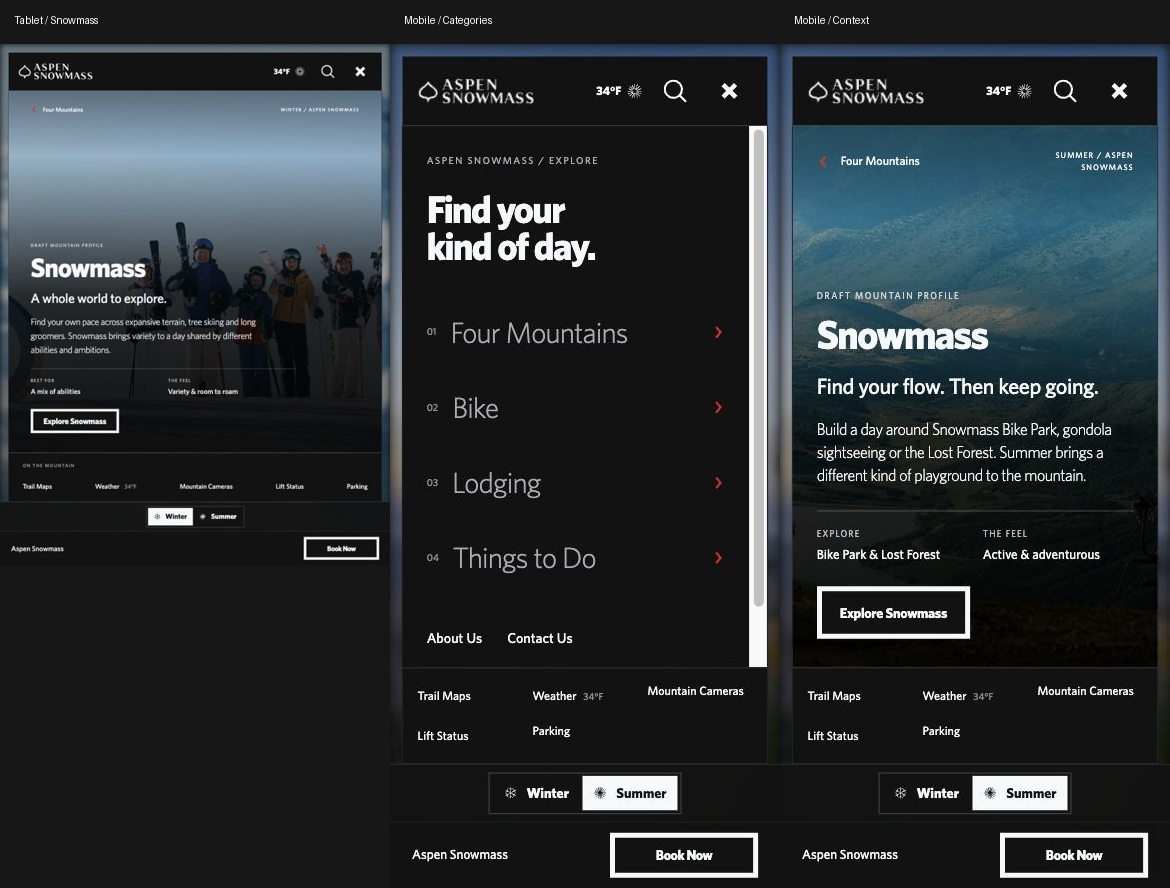 Tablet / Snowmass
ASPEN
SNOWMASS
34°F
Four Mountains
WINTER / ASPEN SNOWMASS
DRAFT MOUNTAIN PROFILE
Snowmass
A whole world to explore.
Find your own pace across expansive terrain, tree skiing and long
groomers. Snowmass brings variety to a day shared by different
abilities and ambitions.
BEST FOR
A mix of abilities
THE FEEL
Variety & room to roam
Explore Snowmass
ON THE MOUNTAIN
Trail Maps
Weather 34°F
Mountain Cameras
Lift Status
Parking
Winter
Summer
Aspen Snowmass
Book Now
Mobile / Categories
ASPEN
SNOWMASS
34°F
ASPEN SNOWMASS / EXPLORE
Find your
kind of day.
01 Four Mountains
02 Bike
03 Lodging
04 Things to Do
About Us
Contact Us
Trail Maps
Weather 34°F
Mountain Cameras
Lift Status
Parking
Winter
Summer
Aspen Snowmass
Book Now
Mobile / Context
ASPEN
SNOWMASS
34°F
Four Mountains
SUMMER / ASPEN
SNOWMASS
DRAFT MOUNTAIN PROFILE
Snowmass
Find your flow. Then keep going.
Build a day around Snowmass Bike Park, gondola
sightseeing or the Lost Forest. Summer brings a
different kind of playground to the mountain.
EXPLORE
Bike Park & Lost Forest
THE FEEL
Active & adventurous
Explore Snowmass
Trail Maps
Weather 34°F
Mountain Cameras
Lift Status
Parking
Winter
Summer
Aspen Snowmass
Book Now